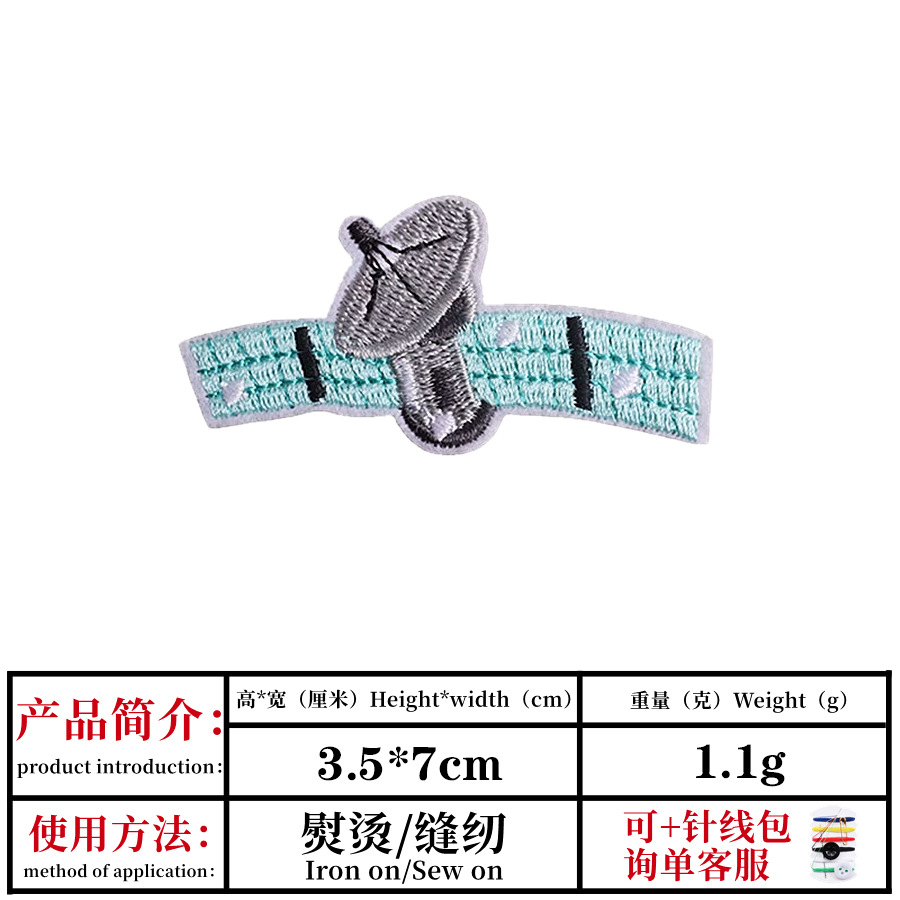 产品简介：
product introduction：
高*宽（厘米）Height*width（cm）
重量（克）Weight（g）
3.5*7cm
1.1g
使用方法：
method of application：
熨烫/缝纫
Iron on/Sew on
可+针线包
询单客服